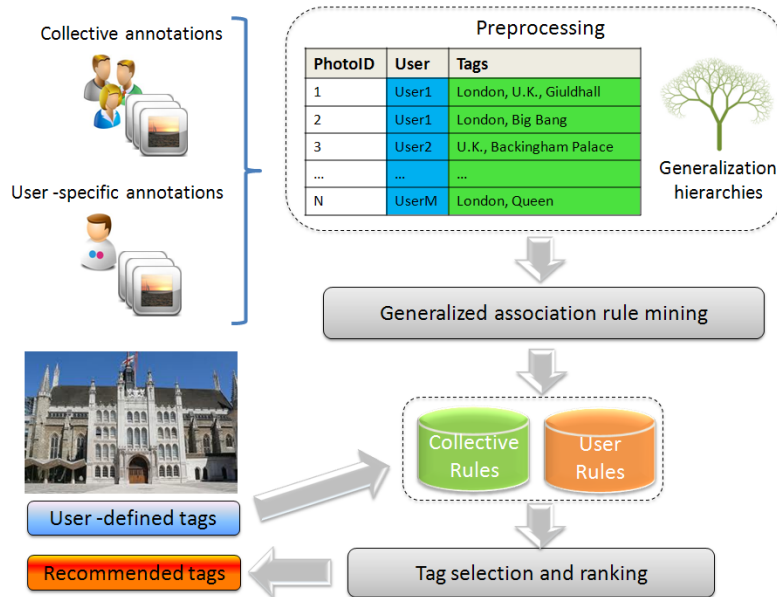 Collective annotations
User -specific annotations
Preprocessing
PhotoID User Tags
1 User1 London, U.K., Giuldhall
2 User1 London, Big Bang
3 User2 U.K., Backingham Palace
... ... ...
N UserM London, Queen
Generalization
hierarchies
Generalized association rule mining
Collective
Rules
User
Rules
User -defined tags
Recommended tags
Tag selection and ranking